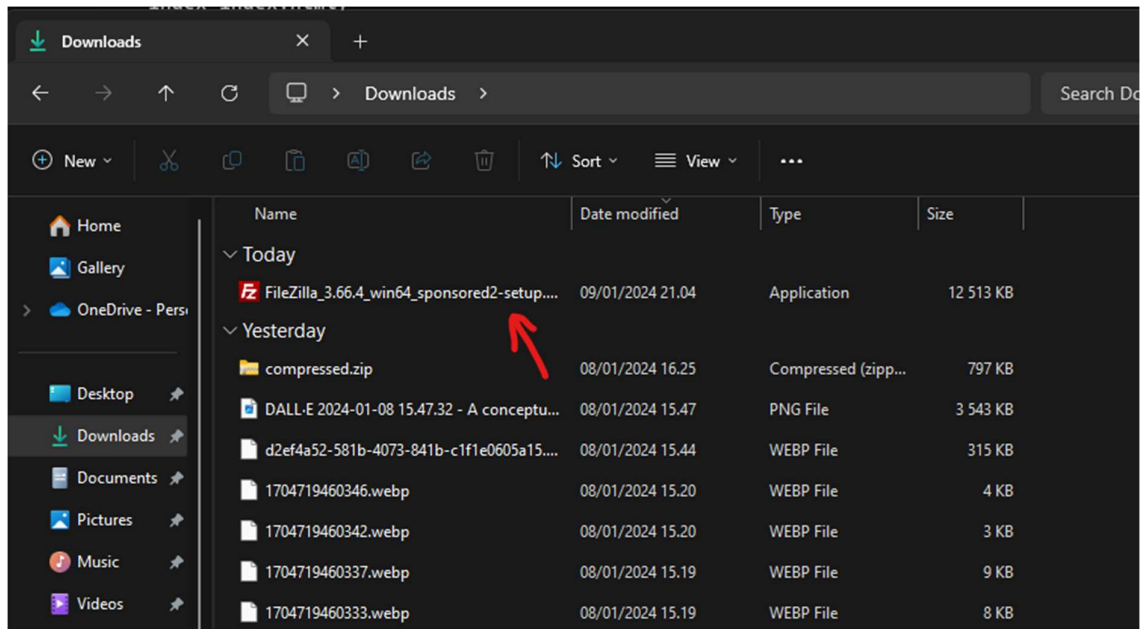 Downloads
Downloads
Search Do
New
Sort
View
Name Date modified Type Size
Home
Gallery
OneDrive - Perso
Desktop
Downloads
Documents
Pictures
Music
Videos
Today
FileZilla_3.66.4_win64_sponsored2-setup.... 09/01/2024 21.04 Application 12 513 KB
Yesterday
compressed.zip 08/01/2024 16.25 Compressed (zipp... 797 KB
DALL·E 2024-01-08 15.47.32 - A conceptu... 08/01/2024 15.47 PNG File 3 543 KB
d2ef4a52-581b-4073-841b-c1f1e0605a15.... 08/01/2024 15.44 WEBP File 315 KB
1704719460346.webp 08/01/2024 15.20 WEBP File 4 KB
1704719460342.webp 08/01/2024 15.20 WEBP File 3 KB
1704719460337.webp 08/01/2024 15.19 WEBP File 9 KB
1704719460333.webp 08/01/2024 15.19 WEBP File 8 KB